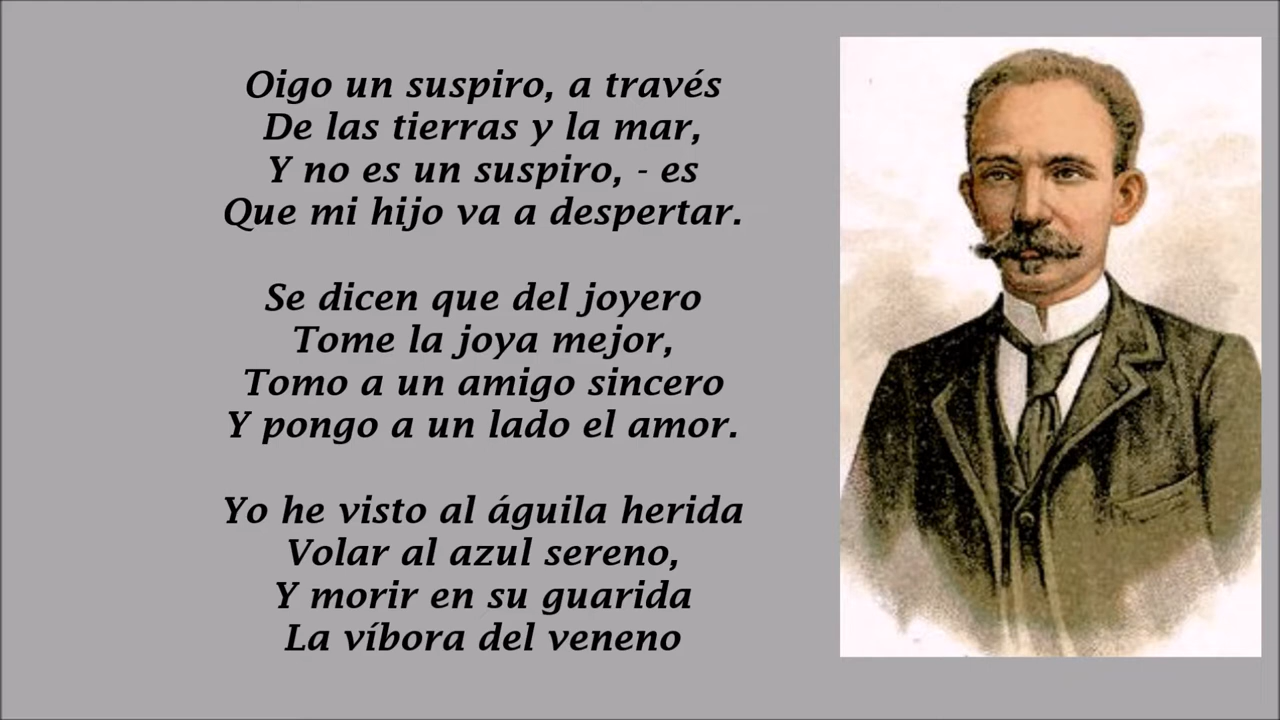 Oigo un suspiro, a través
De las tierras y la mar,
Y no es un suspiro, - es
Que mi hijo va a despertar.
Se dicen que del joyero
Tome la joya mejor,
Tomo a un amigo sincero
Y pongo a un lado el amor.
Yo he visto al águila herida
Volar al azul sereno,
Y morir en su guarida
La víbora del veneno